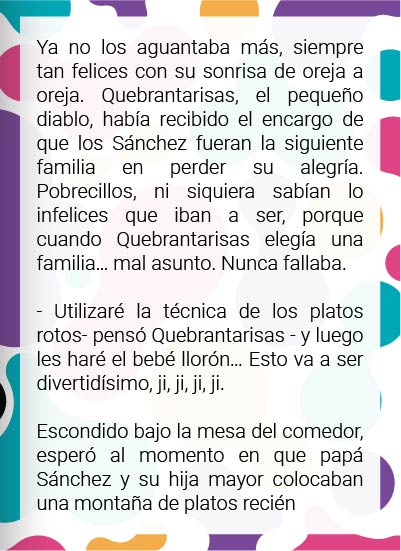 Ya no los aguantaba más, siempre
tan felices con su sonrisa de oreja a
oreja. Quebrantarisas, el pequeño
diablo, había recibido el encargo de
que los Sánchez fueran la siguiente
familia en perder su alegría.
Pobrecillos, ni siquiera sabían lo
infelices que iban a ser, porque
cuando Quebrantarisas elegía una
familia... mal asunto. Nunca fallaba.
- Utilizaré la técnica de los platos
rotos- pensó Quebrantarisas - y luego
les haré el bebé llorón... Esto va a ser
divertidísimo, ji, ji, ji, ji.
Escondido bajo la mesa del comedor,
esperó al momento en que papá
Sánchez y su hija mayor colocaban
una montaña de platos recién